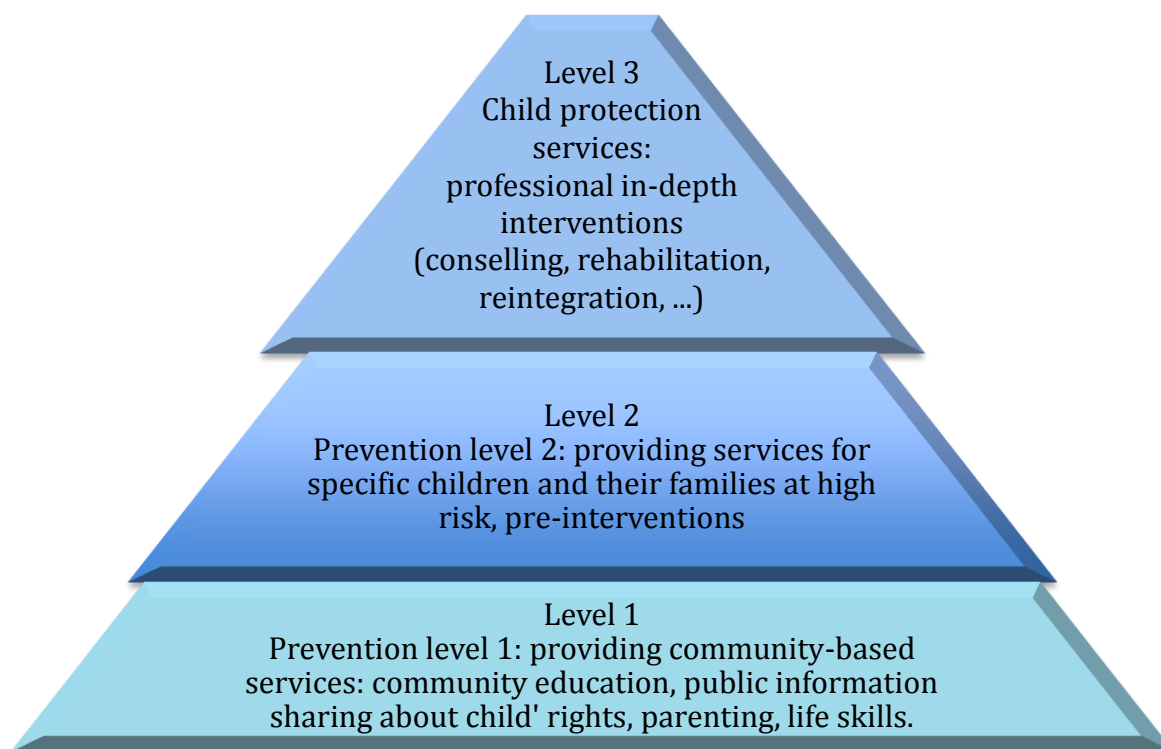 Level 3
Child protection
services:
professional in-depth
interventions
(conselling, rehabilitation,
reintegration, ...)
Level 2
Prevention level 2: providing services for
specific children and their families at high
risk, pre-interventions
Level 1
Prevention level 1: providing community-based
services: community education, public information
sharing about child' rights, parenting, life skills.